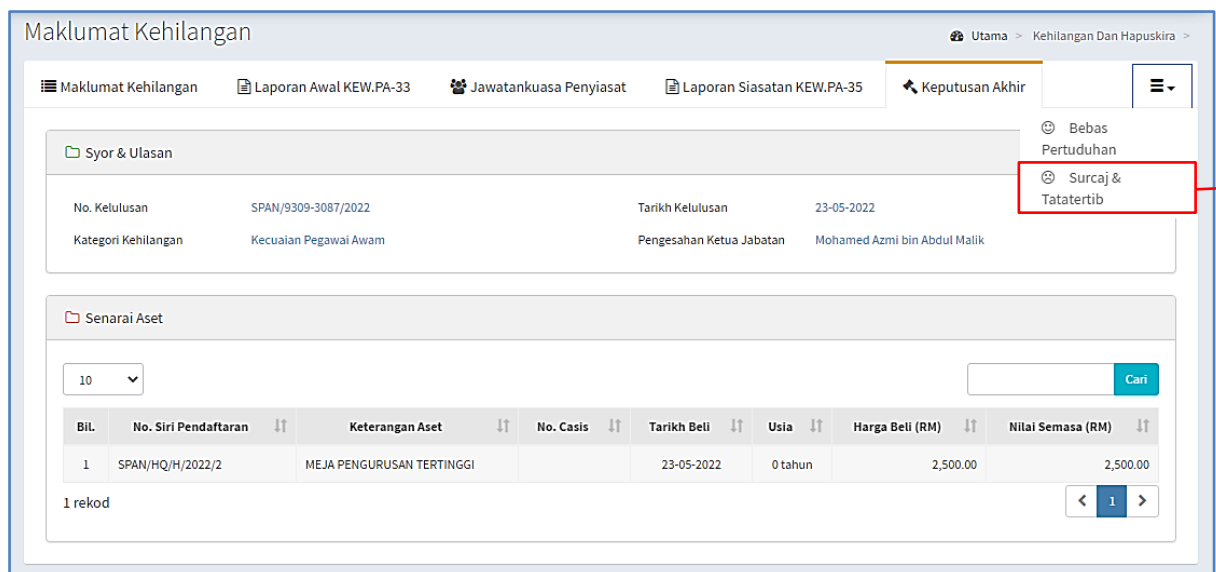 Maklumat Kehilangan
Utama > Kehilangan Dan Hapuskira >
Maklumat Kehilangan Laporan Awal KEW.PA-33 Jawatankuasa Penyiasat Laporan Siasatan KEW.PA-35 Keputusan Akhir
Bebas
Pertuduhan
Surcaj &
Tatatertib
Syor & Ulasan
No. Kelulusan SPAN/9309-3087/2022 Tarikh Kelulusan 23-05-2022
Kategori Kehilangan Kecuaian Pegawai Awam Pengesahan Ketua Jabatan Mohamed Azmi bin Abdul Malik
Senarai Aset
10 Cari
Bil. No. Siri Pendaftaran Keterangan Aset No. Casis Tarikh Beli Usia Harga Beli (RM) Nilai Semasa (RM)
1 SPAN/HQ/H/2022/2 MEJA PENGURUSAN TERTINGGI 23-05-2022 0 tahun 2,500.00 2,500.00
1 rekod < 1 >